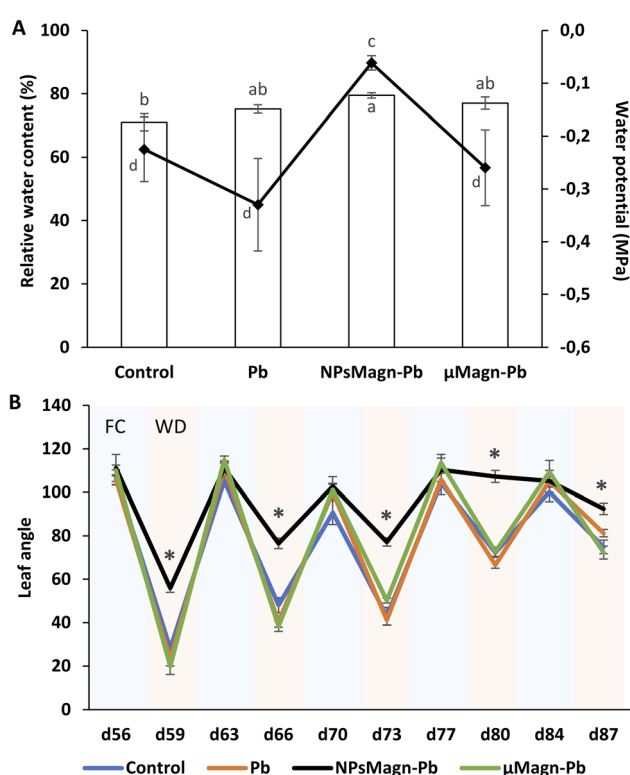 A
Relative water content (%)
100
80
60
40
20
0
b
d
ab
d
c
a
ab
d
0,0
-0,1
-0,2
-0,3
-0,4
-0,5
-0,6
Water potential (MPa)
Control Pb NPsMagn-Pb µMagn-Pb
B
Leaf angle
140
120
100
80
60
40
20
0
FC WD
* * * * *
d56 d59 d63 d66 d70 d73 d77 d80 d84 d87
Control Pb NPsMagn-Pb µMagn-Pb